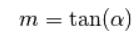 m = tan(α)